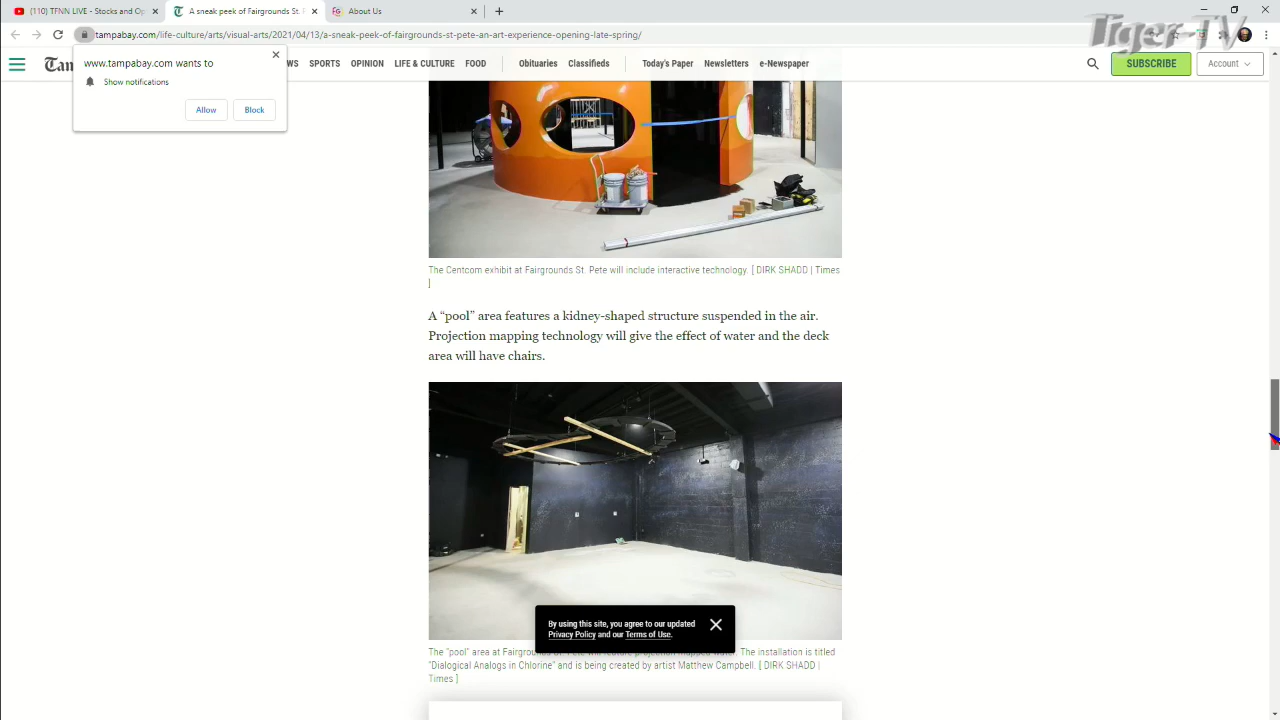 (110) TFNN LIVE - Stocks and Op
A sneak peek of Fairgrounds St. P
About Us
Tiger TV
tampabay.com/life-culture/arts/visual-arts/2021/04/13/a-sneak-peek-of-fairgrounds-st-pete-an-art-experience-opening-late-spring/
www.tampabay.com wants to
Show notifications
Allow
Block
Tam
WS SPORTS OPINION LIFE & CULTURE FOOD Obituaries Classifieds Today's Paper Newsletters e-Newspaper
SUBSCRIBE
Account
The Centcom exhibit at Fairgrounds St. Pete will include interactive technology. [ DIRK SHADD | Times
]
A “pool” area features a kidney-shaped structure suspended in the air.
Projection mapping technology will give the effect of water and the deck
area will have chairs.
By using this site, you agree to our updated
Privacy Policy and our Terms of Use.
The "pool" area at Fairgrounds St. Pete will feature projection mapped water. The installation is titled
"Dialogical Analogs in Chlorine" and is being created by artist Matthew Campbell. [ DIRK SHADD |
Times ]